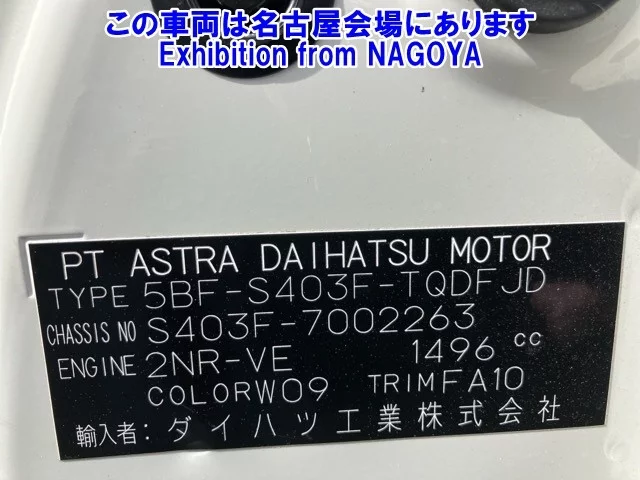 この車両は名古屋会場にあります
Exhibition from NAGOYA
PT ASTRA DAIHATSU MOTOR
TYPE 5BF-S403F-TQDFJD
CHASSIS NO S403F-7002263
ENGINE 2NR-VE 1496 cc
COLOR W09 TRIM FA10
輸入者: ダイハツ工業株式会社